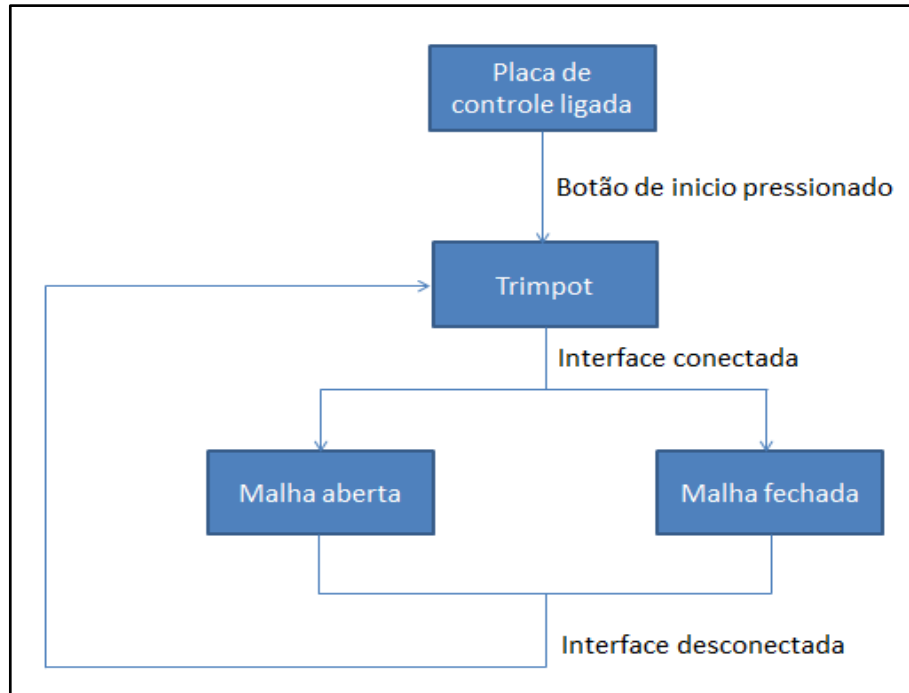 Placa de
controle ligada
Botão de inicio pressionado
Trimpot
Interface conectada
Malha aberta
Malha fechada
Interface desconectada